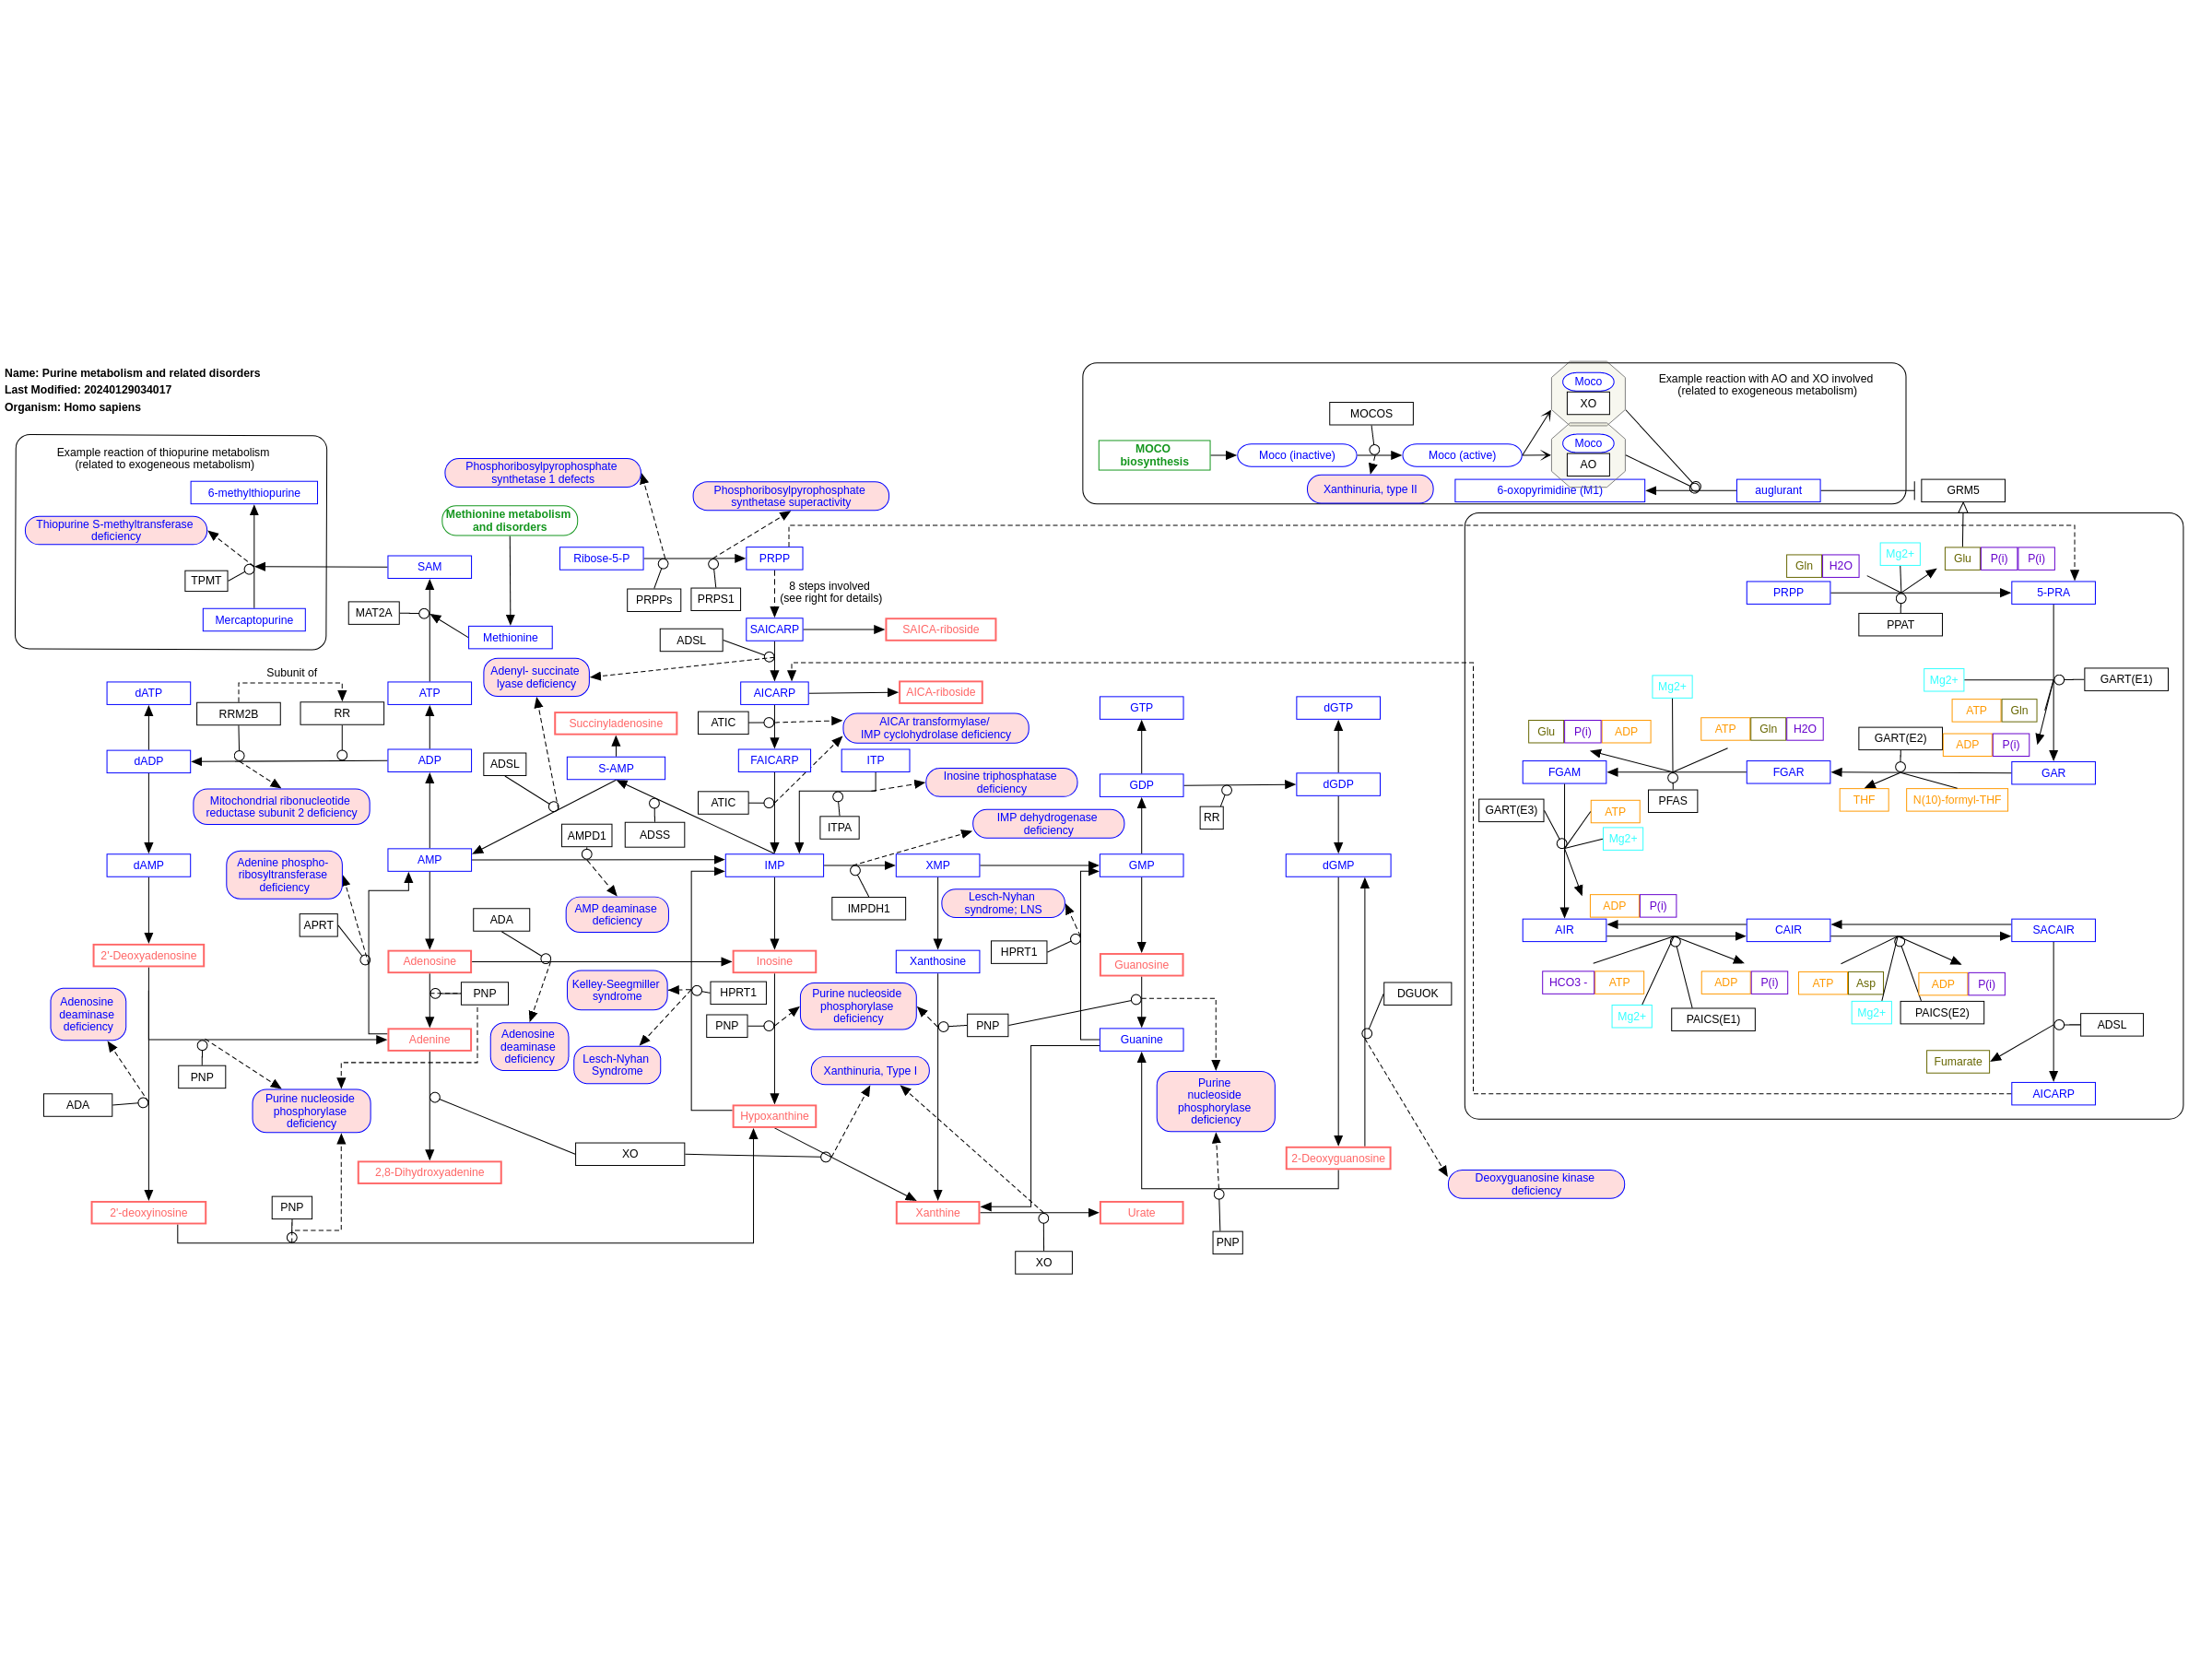 Name: Purine metabolism and related disorders
Last Modified: 20240129034017
Organism: Homo sapiens
Example reaction of thiopurine metabolism
(related to exogeneous metabolism)
6-methylthiopurine
Thiopurine S-methyltransferase
deficiency
TPMT
Mercaptopurine
Example reaction with AO and XO involved
(related to exogeneous metabolism)
Moco
XO
Moco
AO
MOCOS
MOCO
biosynthesis
Moco (inactive)
Moco (active)
Xanthinuria, type II
6-oxopyrimidine (M1)
auglurant
GRM5
Phosphoribosylpyrophosphate
synthetase 1 defects
Phosphoribosylpyrophosphate
synthetase superactivity
Methionine metabolism
and disorders
Ribose-5-P
PRPP
PRPPs
PRPS1
8 steps involved
(see right for details)
SAM
MAT2A
Methionine
SAICARP
SAICA-riboside
ADSL
Adenyl- succinate
lyase deficiency
AICARP
AICA-riboside
Subunit of
dATP
RRM2B
RR
ATP
Succinyladenosine
ATIC
AICAr transformylase/
IMP cyclohydrolase deficiency
GTP
dGTP
dADP
ADP
ADSL
S-AMP
FAICARP
ITP
Inosine triphosphatase
deficiency
GDP
dGDP
Mitochondrial ribonucleotide
reductase subunit 2 deficiency
ATIC
ITPA
IMP dehydrogenase
deficiency
RR
AMPD1
ADSS
dAMP
Adenine phospho-
ribosyltransferase
deficiency
AMP
IMP
XMP
GMP
dGMP
AMP deaminase
deficiency
IMPDH1
Lesch-Nyhan
syndrome; LNS
APRT
ADA
HPRT1
2'-Deoxyadenosine
Adenosine
Inosine
Xanthosine
Guanosine
Adenosine
deaminase
deficiency
PNP
Kelley-Seegmiller
syndrome
HPRT1
Purine nucleoside
phosphorylase
deficiency
PNP
PNP
DGUOK
Adenine
Adenosine
deaminase
deficiency
Lesch-Nyhan
Syndrome
Guanine
PNP
Xanthinuria, Type I
Purine
nucleoside
phosphorylase
deficiency
ADA
Purine nucleoside
phosphorylase
deficiency
Hypoxanthine
XO
2,8-Dihydroxyadenine
2-Deoxyguanosine
Deoxyguanosine kinase
deficiency
PNP
2'-deoxyinosine
Xanthine
Urate
PNP
XO
Gln
H2O
Mg2+
Glu
P(i)
P(i)
PRPP
5-PRA
PPAT
Mg2+
GART(E1)
Mg2+
ATP
Gln
Glu
P(i)
ADP
ATP
Gln
H2O
GART(E2)
ADP
P(i)
FGAM
FGAR
GAR
PFAS
THF
N(10)-formyl-THF
GART(E3)
ATP
Mg2+
ADP
P(i)
AIR
CAIR
SACAIR
HCO3 -
ATP
ADP
P(i)
ATP
Asp
ADP
P(i)
Mg2+
PAICS(E1)
Mg2+
PAICS(E2)
ADSL
Fumarate
AICARP